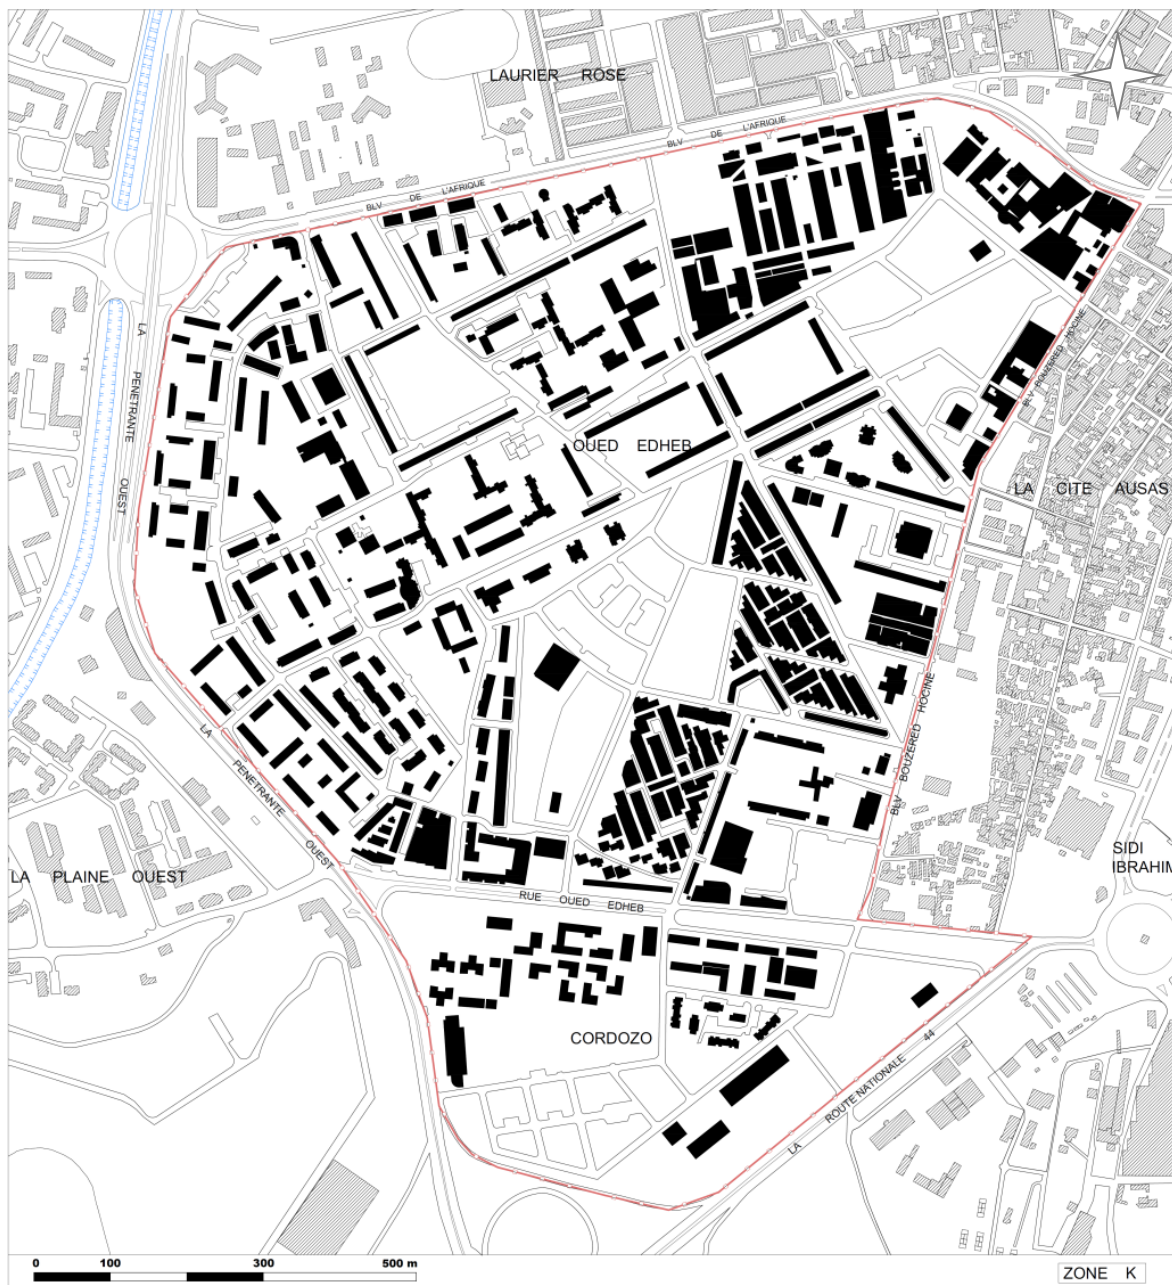 LAURIER ROSE
BLV DE L'AFRIQUE
BLV DE L'AFRIQUE
LA PENETRANTE OUEST
BLV BOUZERED HOCINE
OUED EDHEB
LA CITE AUSAS
BLV BOUZERED HOCINE
LA PENETRANTE OUEST
SIDI
IBRAHIM
LA PLAINE OUEST
RUE OUED EDHEB
CORDOZO
LA ROUTE NATIONALE 44
0 100 300 500 m
ZONE K